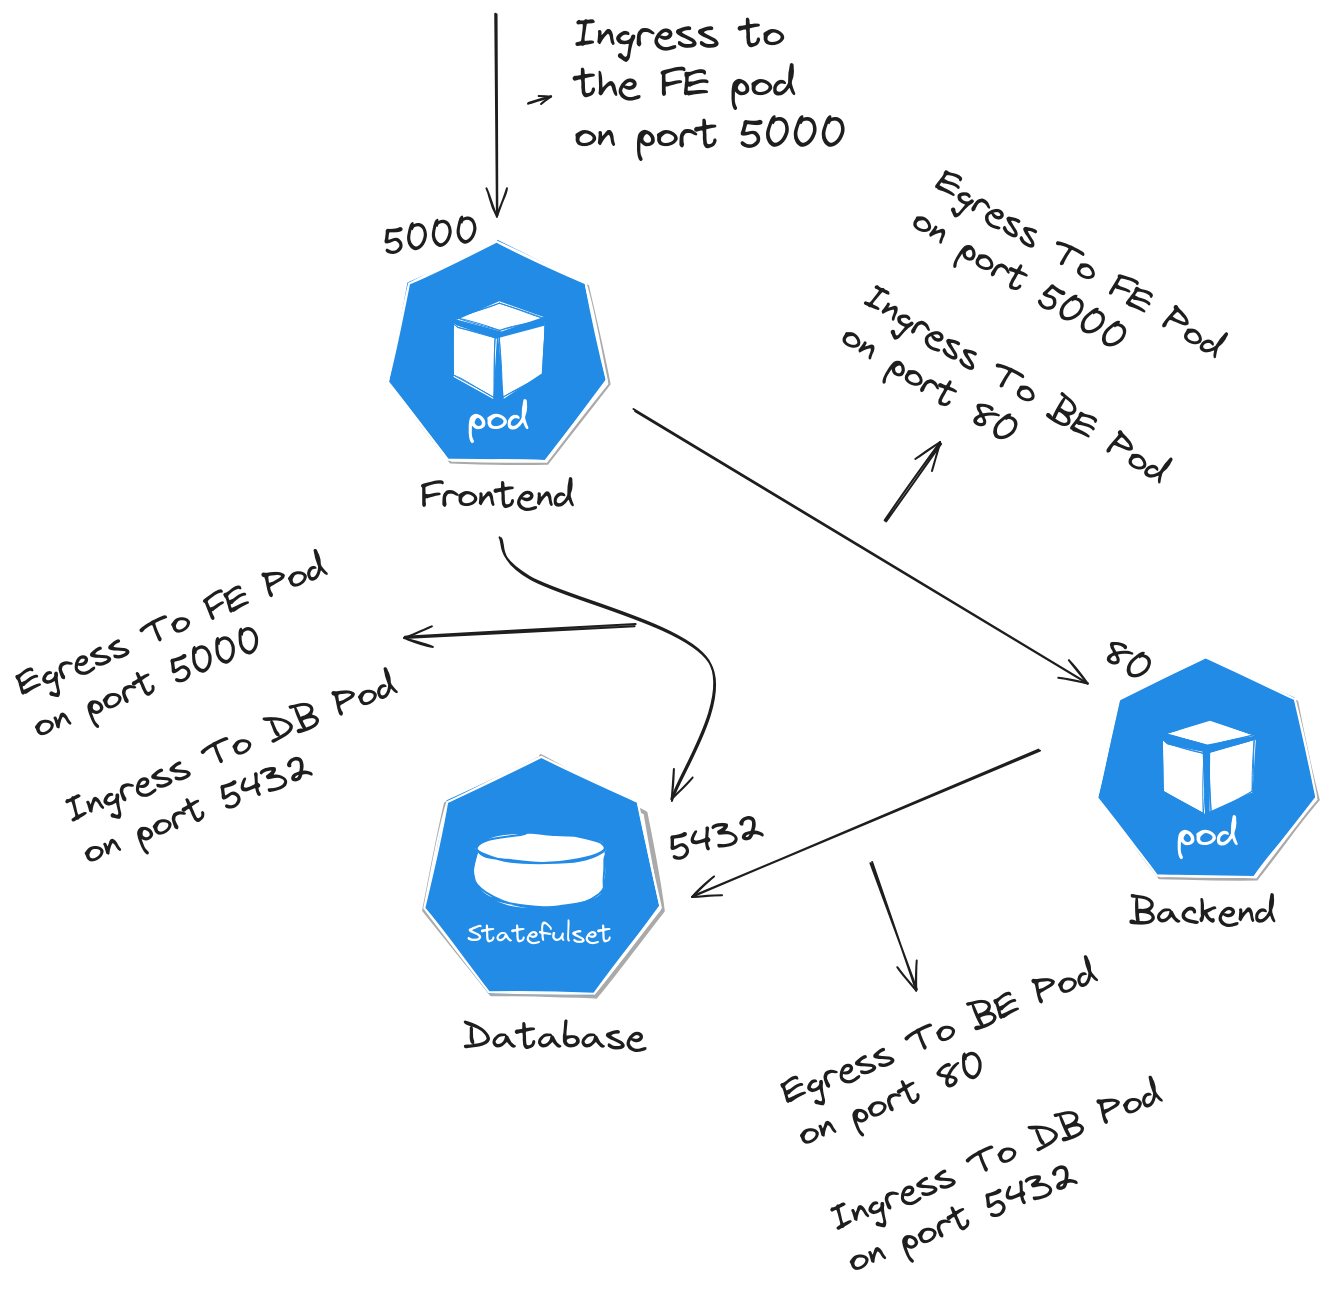 Ingress to
the FE pod
on port 5000
5000
pod
Frontend
Egress To FE Pod
on port 5000
Ingress To BE Pod
on port 80
Egress To FE Pod
on port 5000
Ingress To DB Pod
on port 5432
80
pod
Backend
5432
Statefulset
Database
Egress To BE Pod
on port 80
Ingress To DB Pod
on port 5432